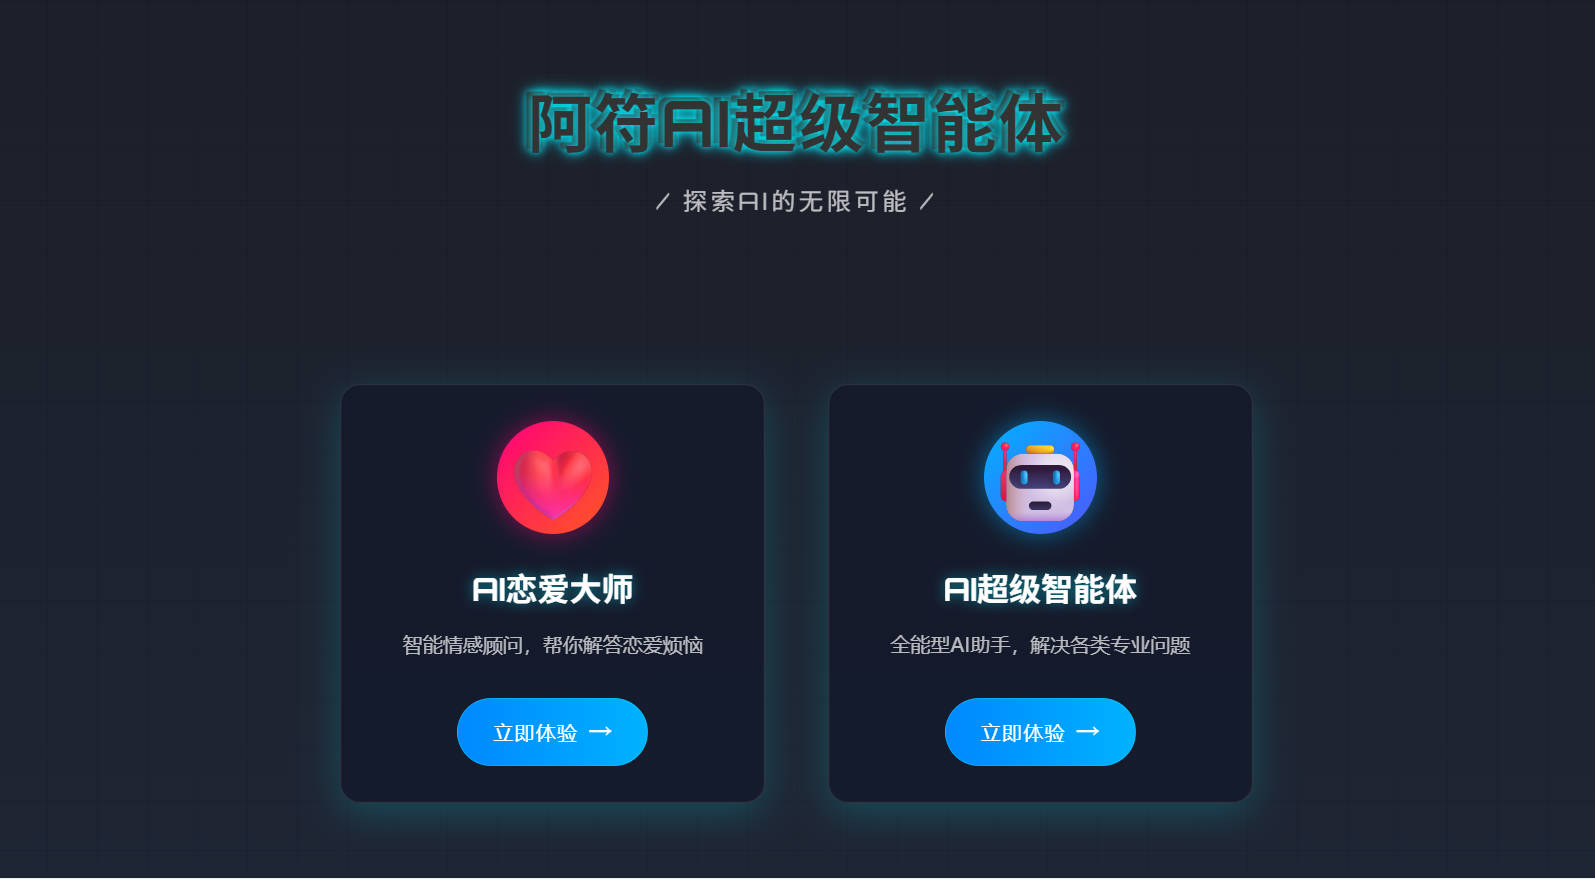 阿符AI超级智能体
/ 探索AI的无限可能 /
AI恋爱大师
智能情感顾问，帮你解答恋爱烦恼
立即体验 →
AI超级智能体
全能型AI助手，解决各类专业问题
立即体验 →